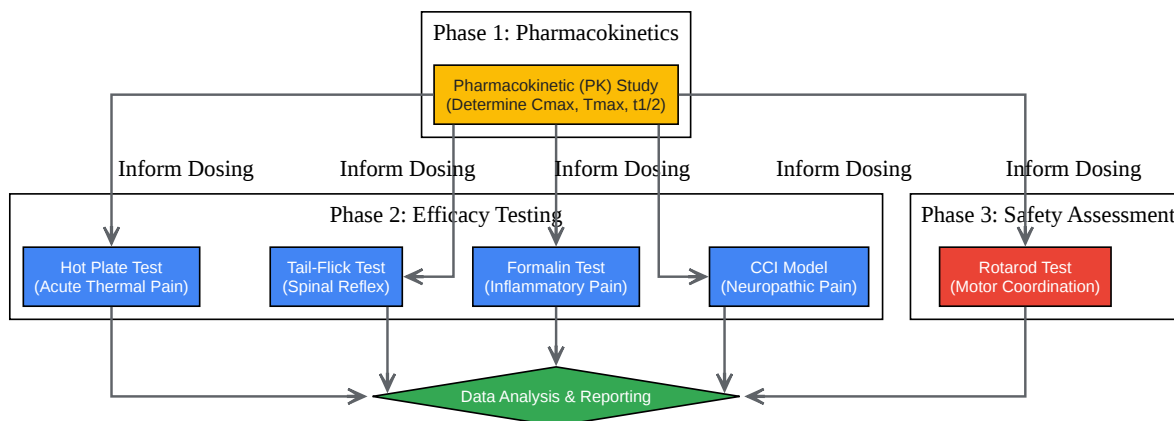 Phase 1: Pharmacokinetics
Pharmacokinetic (PK) Study
(Determine Cmax, Tmax, t1/2)
Inform Dosing
Inform Dosing
Inform Dosing
Inform Dosing
Inform Dosing
Phase 2: Efficacy Testing
Phase 3: Safety Assessment
Hot Plate Test
(Acute Thermal Pain)
Tail-Flick Test
(Spinal Reflex)
Formalin Test
(Inflammatory Pain)
CCI Model
(Neuropathic Pain)
Rotarod Test
(Motor Coordination)
Data Analysis & Reporting